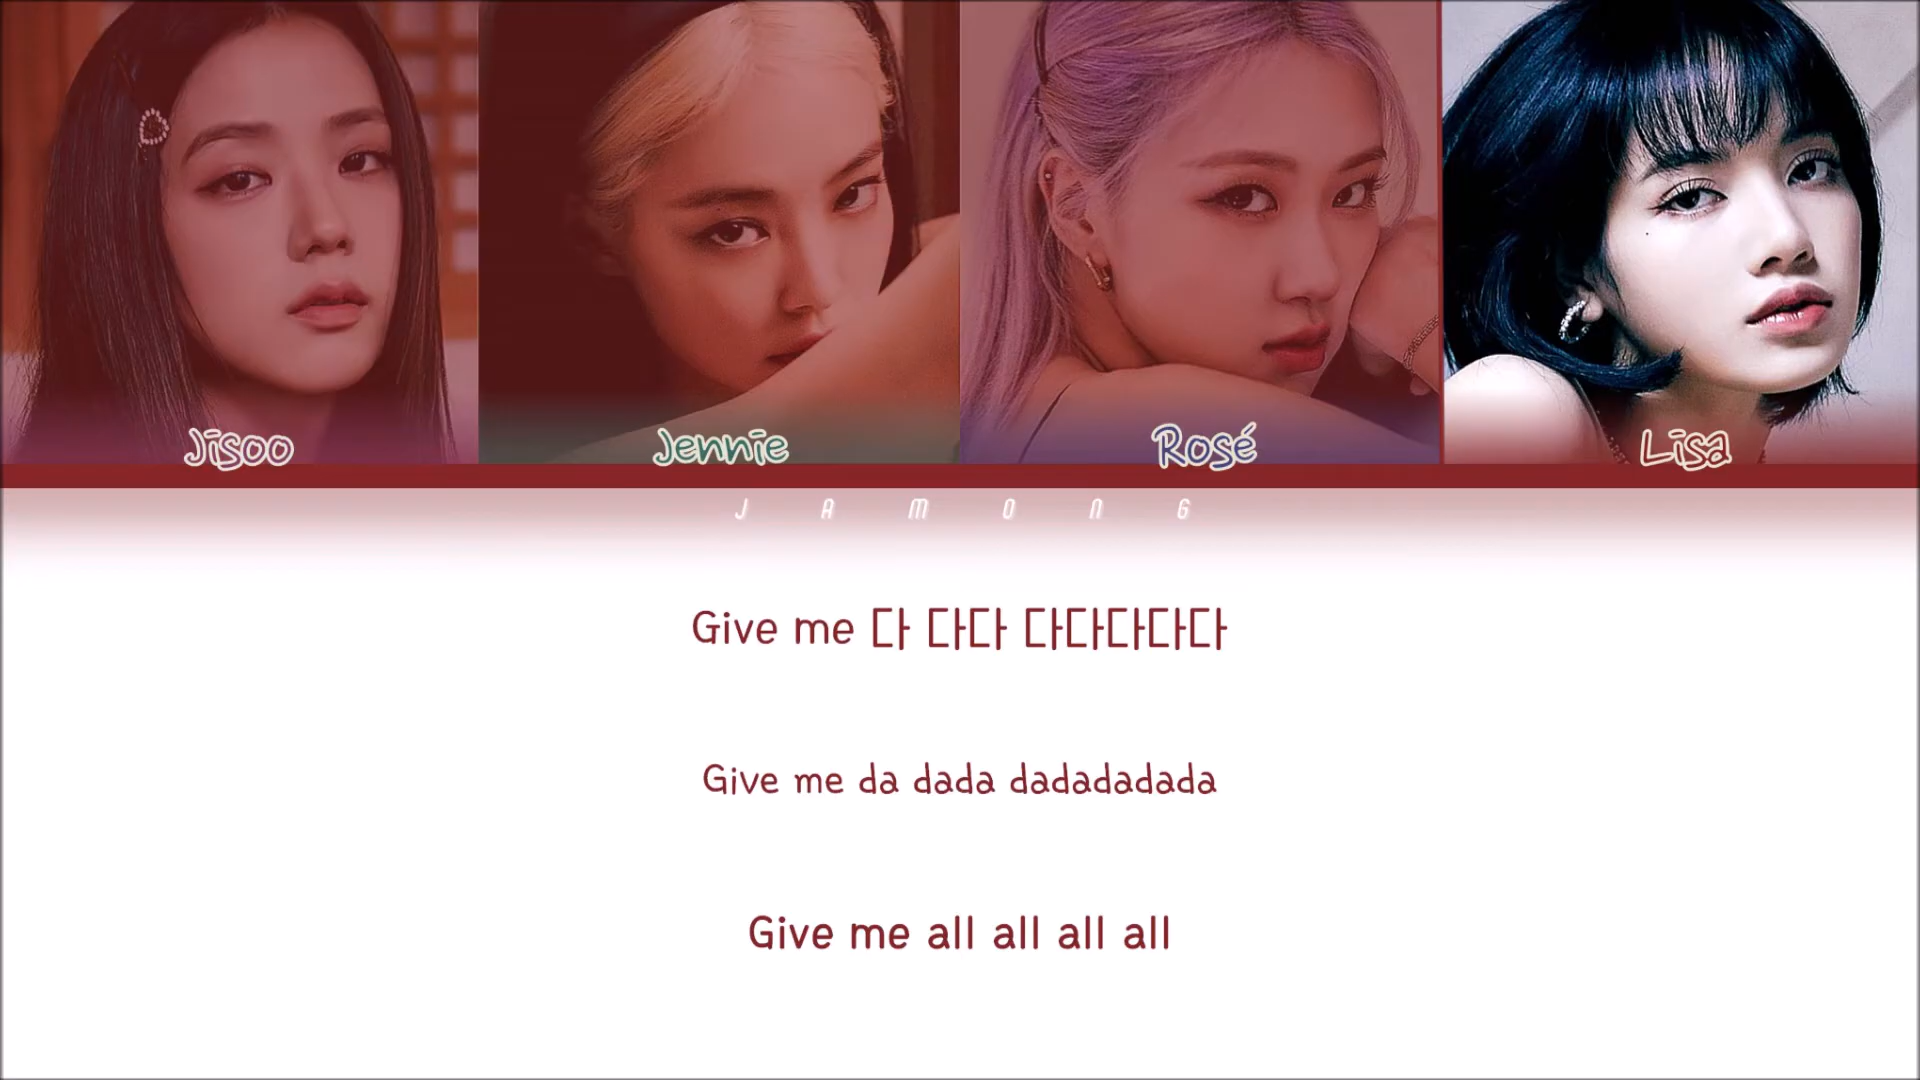 Jisoo Jennie Rosé Lisa
JAMONG
Give me 다 다다 다다다다다
Give me da dada dadadadada
Give me all all all all